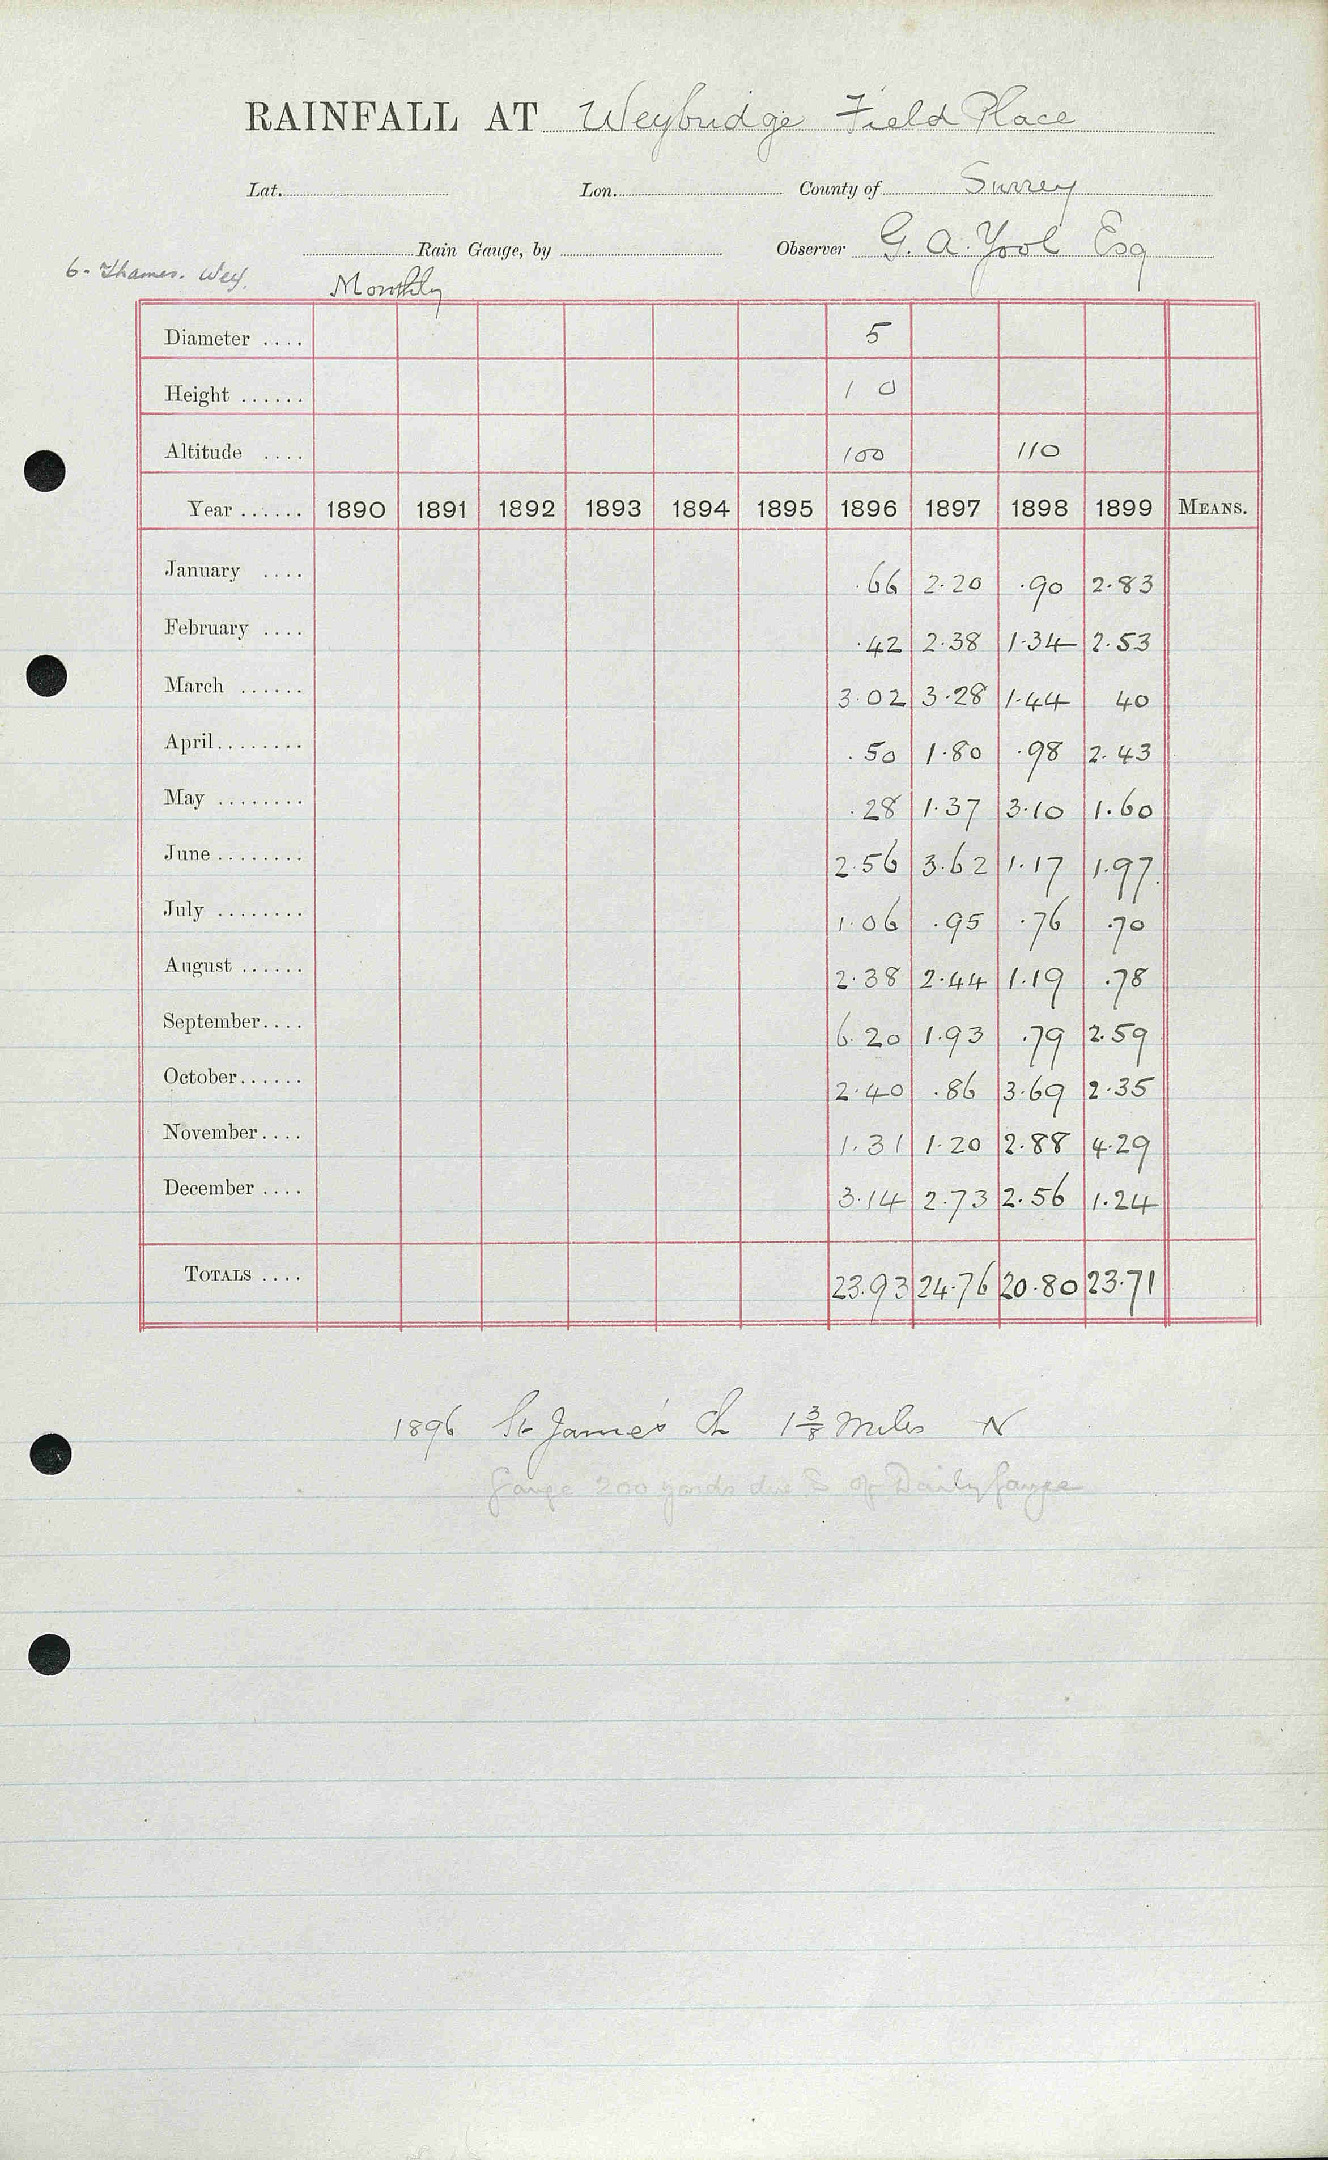 RAINFALL AT Weybridge Field Place
Lat. Lon. County of Surrey
Rain Gauge, by Observer G. A. Yool Esq
6. Thames. Wey. Monthly
Diameter .... 5
Height ...... 1 0
Altitude .... 100 110
Year ...... 1890 1891 1892 1893 1894 1895 1896 1897 1898 1899 MEANS.
January .... .66 2.20 .90 2.83
February .... .42 2.38 1.34 2.53
March ...... 3.02 3.28 1.44 40
April........ .50 1.80 .98 2.43
May ........ .28 1.37 3.10 1.60
June ........ 2.56 3.62 1.17 1.97
July ........ 1.06 .95 .76 .70
August ...... 2.38 2.44 1.19 .78
September.... 6.20 1.93 .79 2.59
October...... 2.40 .86 3.69 2.35
November.... 1.31 1.20 2.88 4.29
December .... 3.14 2.73 2.56 1.24
TOTALS .... 23.93 24.76 20.80 23.71
1896 St James's Ch 1 3/8 Miles N
Gauge 200 yards due S of Daily Gauge